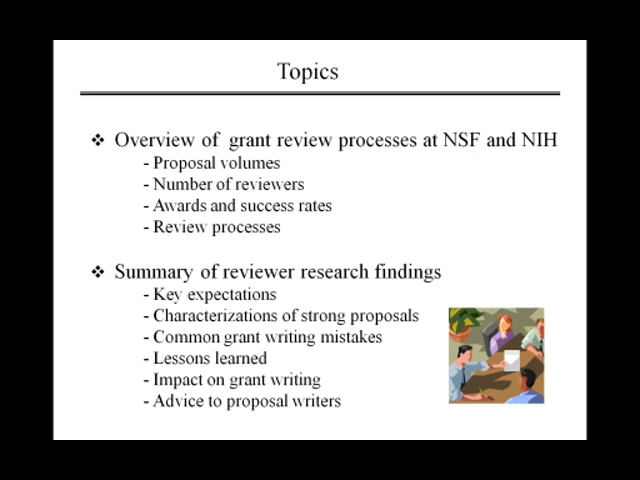 Topics
❖ Overview of grant review processes at NSF and NIH
- Proposal volumes
- Number of reviewers
- Awards and success rates
- Review processes
❖ Summary of reviewer research findings
- Key expectations
- Characterizations of strong proposals
- Common grant writing mistakes
- Lessons learned
- Impact on grant writing
- Advice to proposal writers